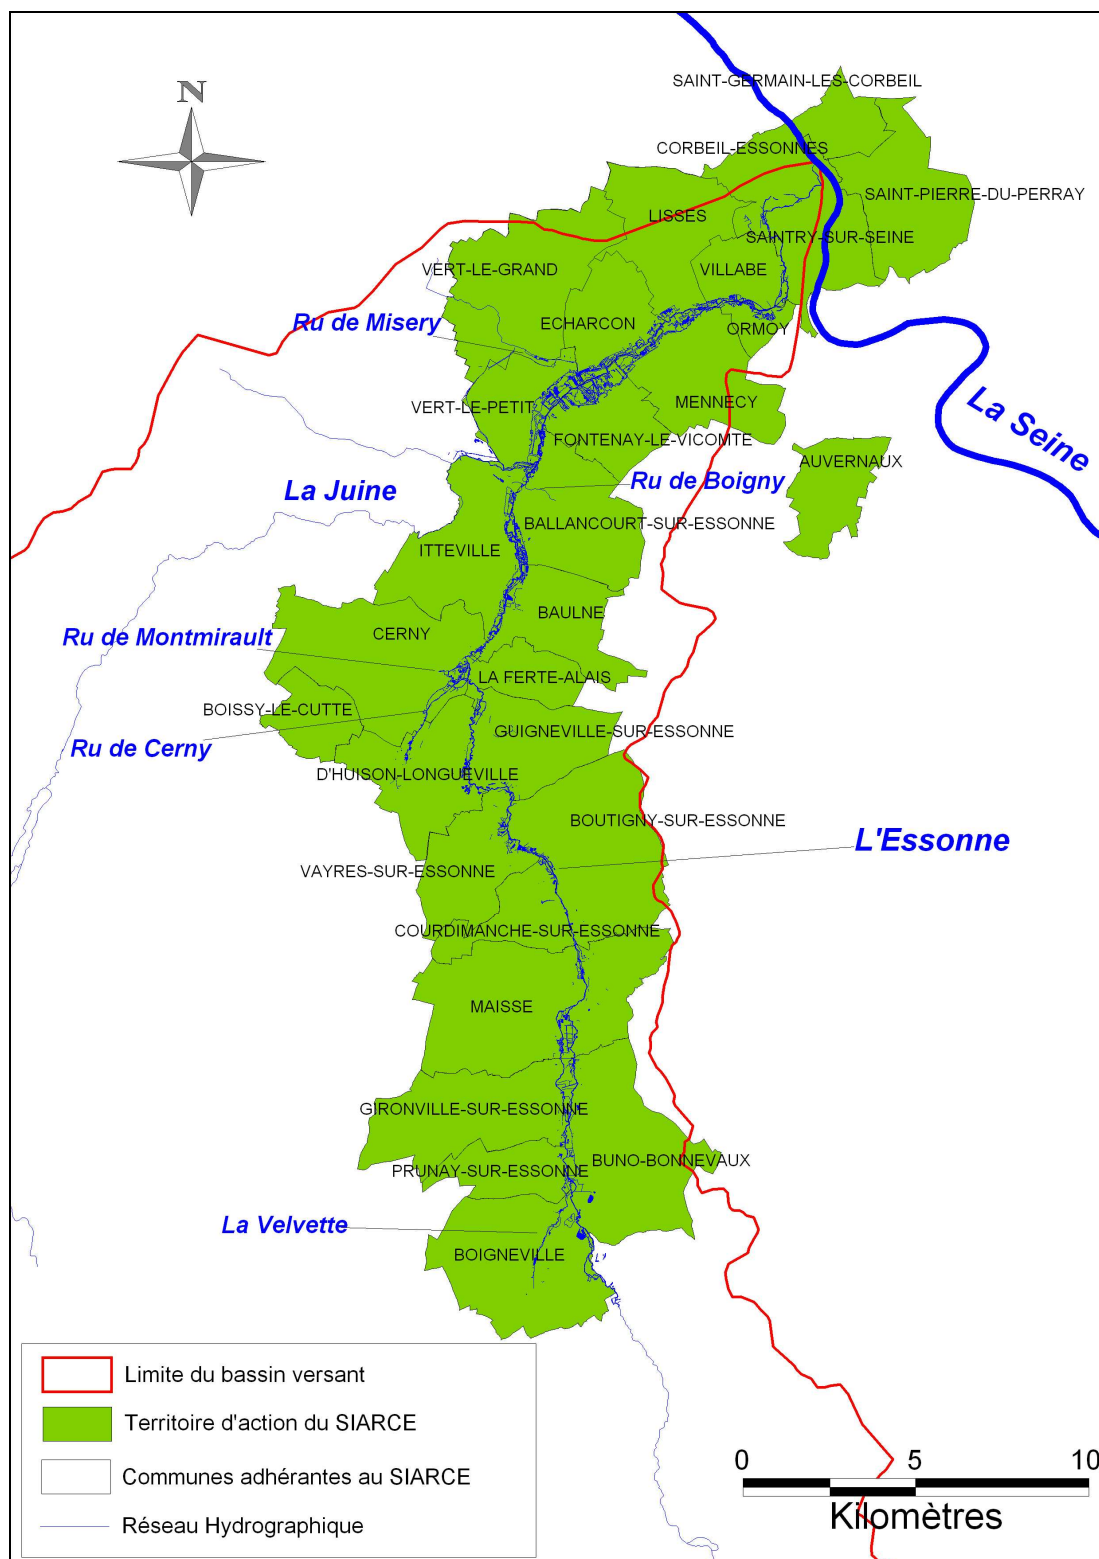 SAINT-GERMAIN-LES-CORBEIL
N
CORBEIL-ESSONNES
SAINT-PIERRE-DU-PERRAY
LISSES
SAINTRY-SUR-SEINE
VERT-LE-GRAND
VILLABE
Ru de Misery
ECHARCON
ORMOY
MENNECY
VERT-LE-PETIT
La Seine
FONTENAY-LE-VICOMTE
AUVERNAUX
Ru de Boigny
La Juine
BALLANCOURT-SUR-ESSONNE
ITTEVILLE
BAULNE
CERNY
Ru de Montmirault
LA FERTE-ALAIS
BOISSY-LE-CUTTE
GUIGNEVILLE-SUR-ESSONNE
Ru de Cerny
D'HUISON-LONGUEVILLE
BOUTIGNY-SUR-ESSONNE
L'Essonne
VAYRES-SUR-ESSONNE
COURDIMANCHE-SUR-ESSONNE
MAISSE
GIRONVILLE-SUR-ESSONNE
BUNO-BONNEVAUX
PRUNAY-SUR-ESSONNE
La Velvette
BOIGNEVILLE
Limite du bassin versant
Territoire d'action du SIARCE
Communes adhérantes au SIARCE
Réseau Hydrographique
0 5 10
Kilomètres